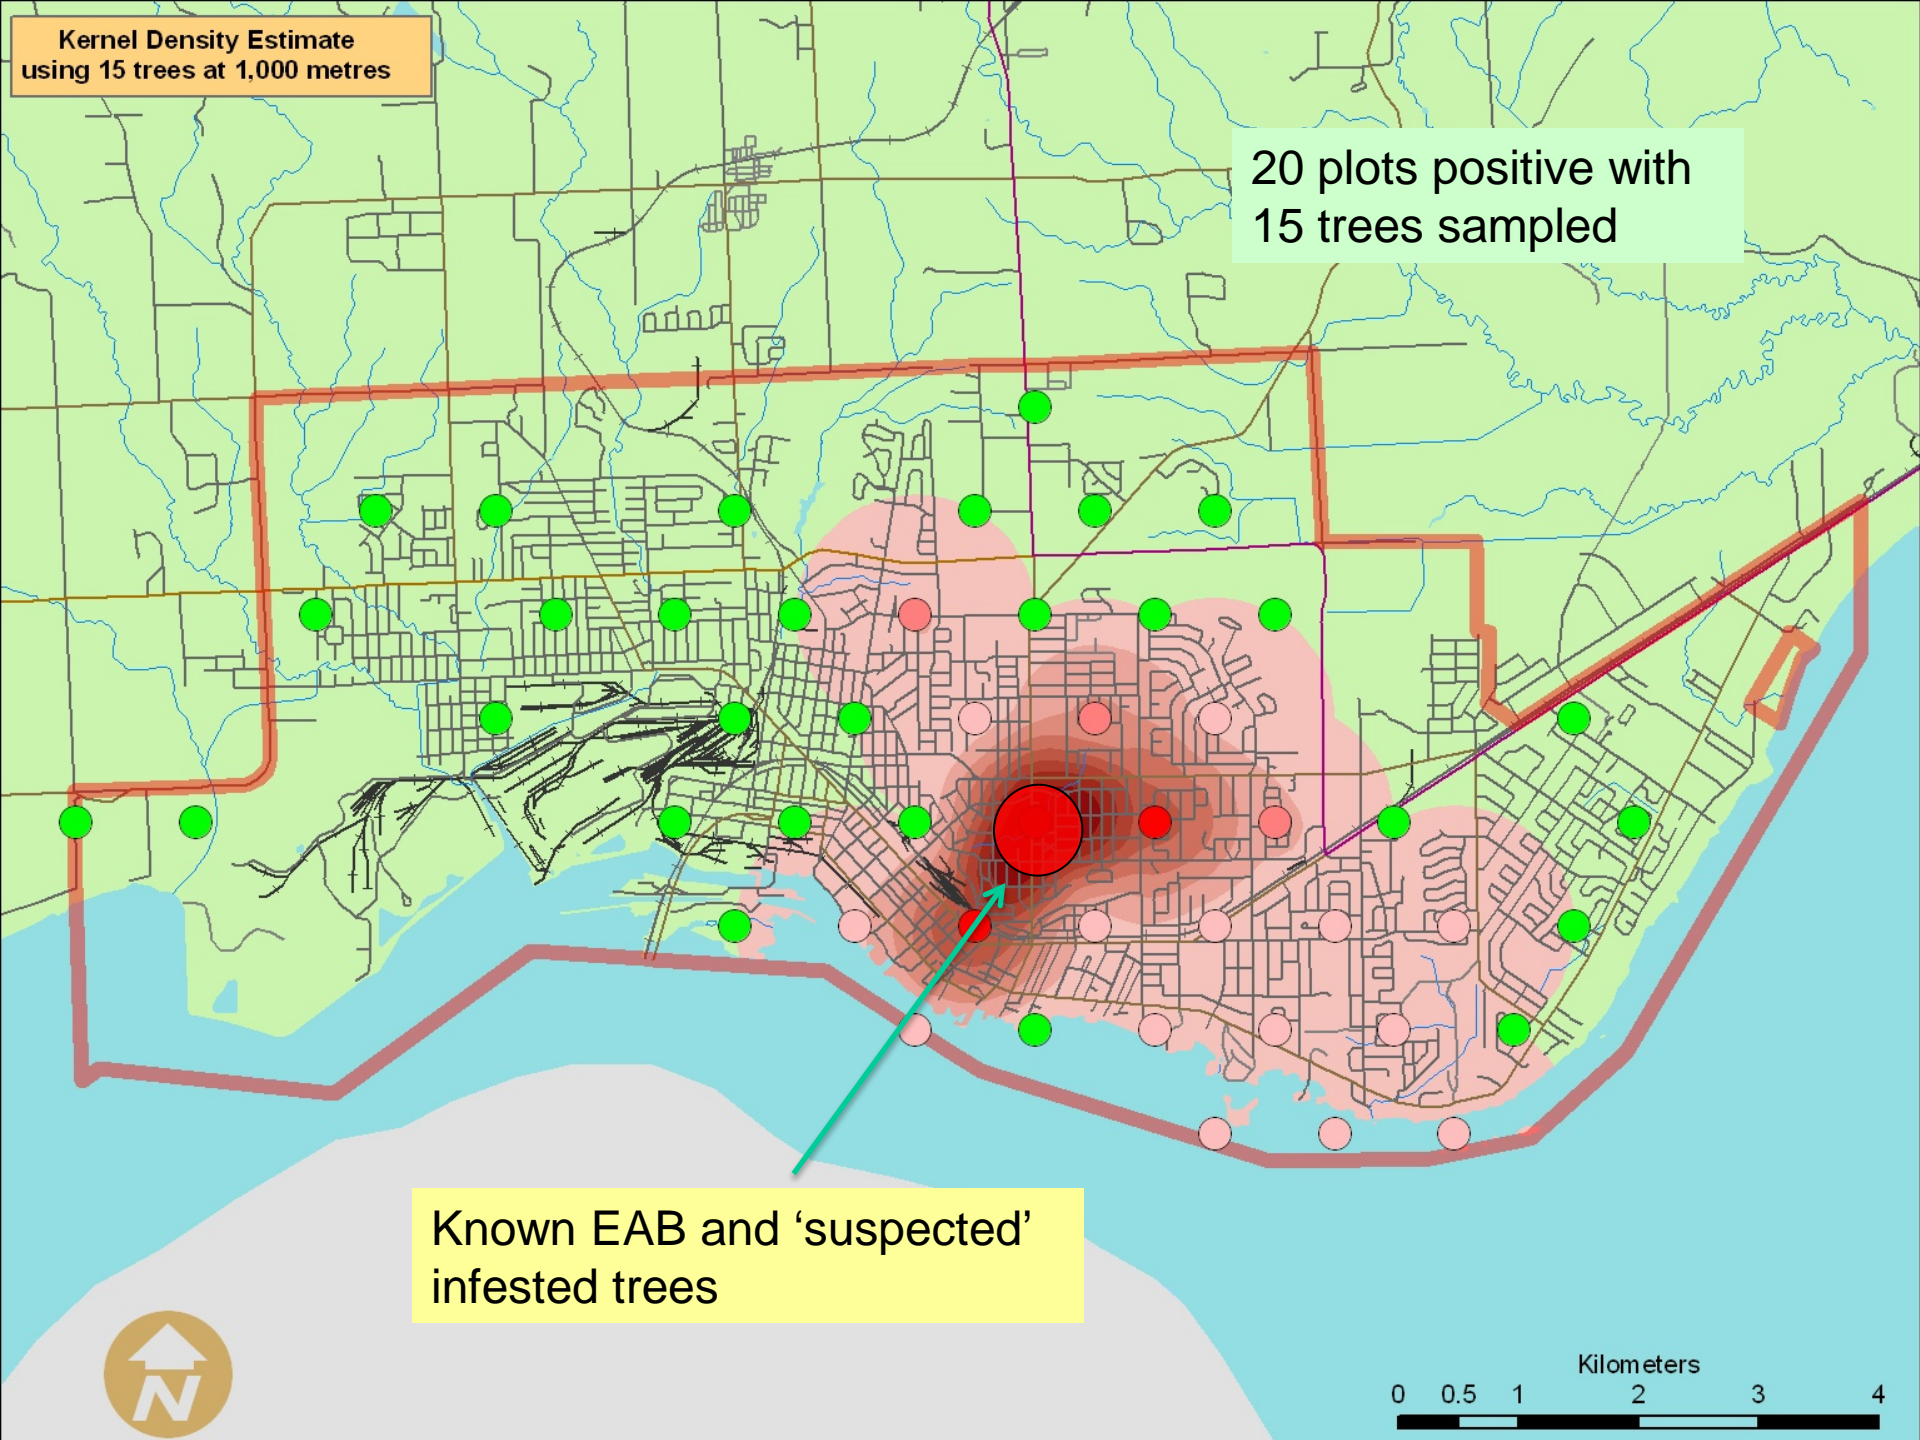 Kernel Density Estimate
using 15 trees at 1,000 metres
20 plots positive with
15 trees sampled
Known EAB and ‘suspected’
infested trees
N
Kilometers
0 0.5 1 2 3 4